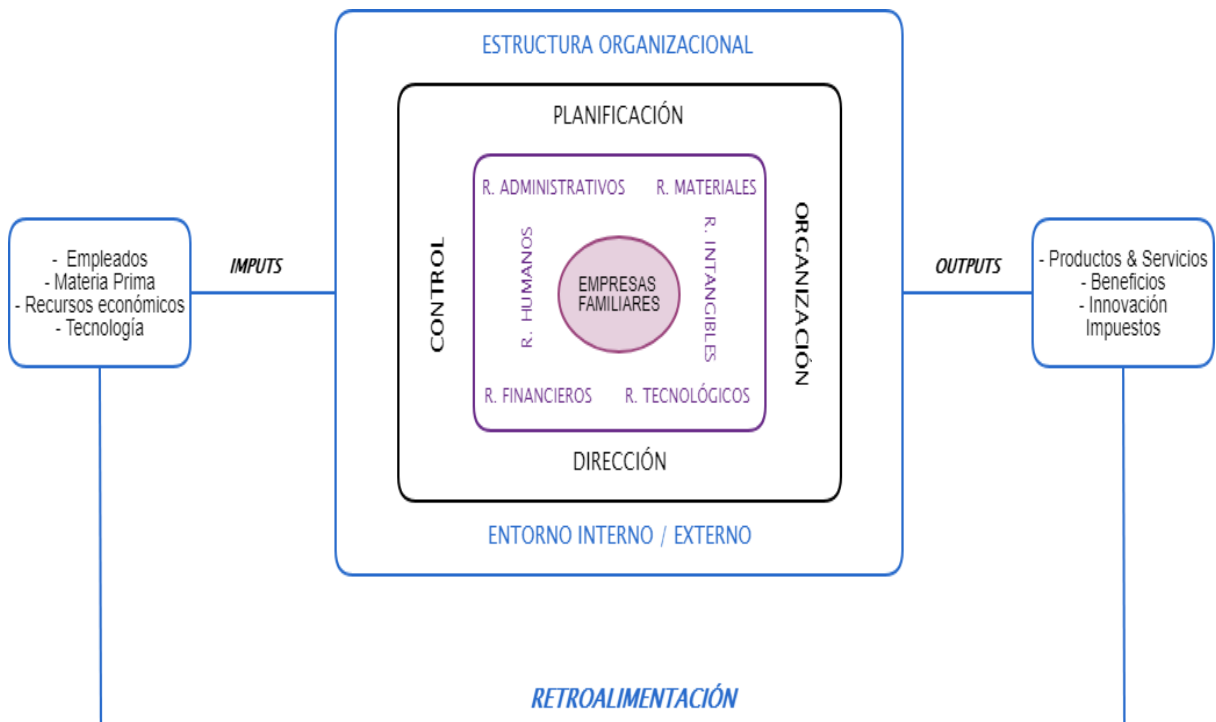 ESTRUCTURA ORGANIZACIONAL
PLANIFICACIÓN
R. ADMINISTRATIVOS
R. MATERIALES
- Empleados
- Materia Prima
- Recursos económicos
- Tecnología
IMPUTS
CONTROL
R. HUMANOS
EMPRESAS
FAMILIARES
R. INTANGIBLES
ORGANIZACIÓN
OUTPUTS
- Productos & Servicios
- Beneficios
- Innovación
Impuestos
R. FINANCIEROS
R. TECNOLÓGICOS
DIRECCIÓN
ENTORNO INTERNO / EXTERNO
RETROALIMENTACIÓN